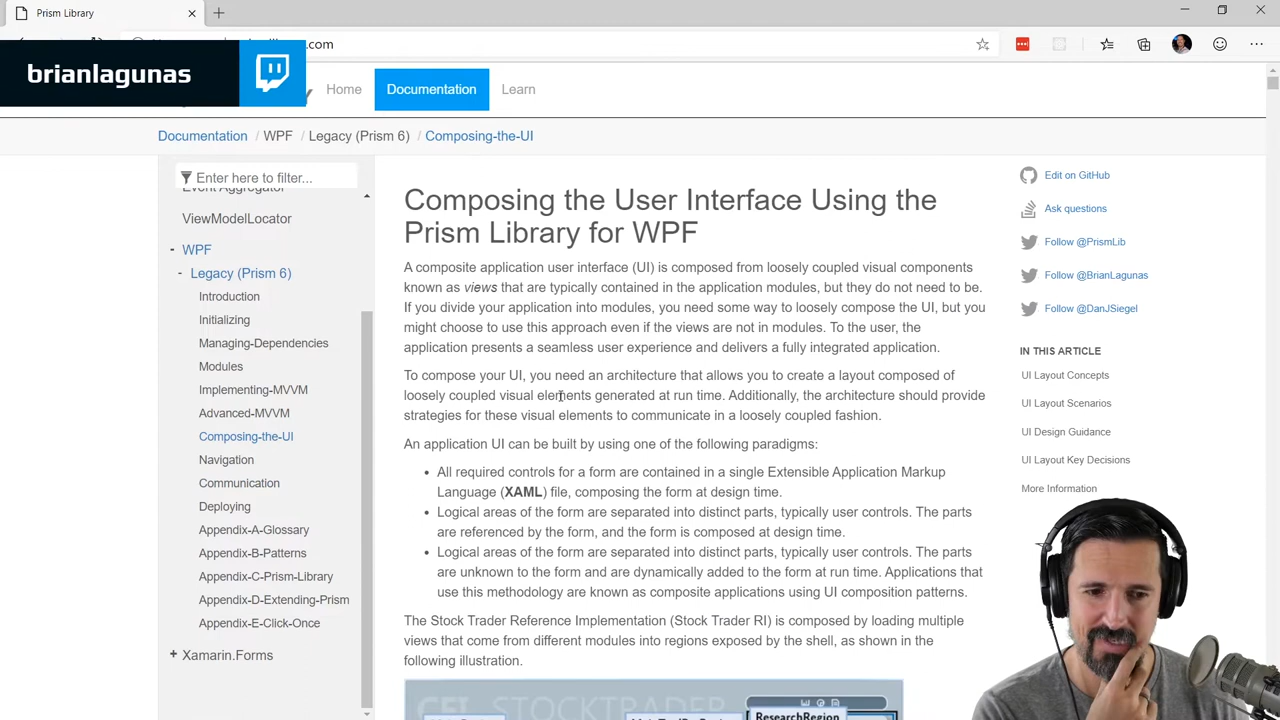 Prism Library
.com
brianlagunas
Home
Documentation
Learn
Documentation / WPF / Legacy (Prism 6) / Composing-the-UI
Enter here to filter...
Event Aggregator
ViewModelLocator
- WPF
- Legacy (Prism 6)
Introduction
Initializing
Managing-Dependencies
Modules
Implementing-MVVM
Advanced-MVVM
Composing-the-UI
Navigation
Communication
Deploying
Appendix-A-Glossary
Appendix-B-Patterns
Appendix-C-Prism-Library
Appendix-D-Extending-Prism
Appendix-E-Click-Once
+ Xamarin.Forms
Composing the User Interface Using the
Prism Library for WPF
A composite application user interface (UI) is composed from loosely coupled visual components
known as views that are typically contained in the application modules, but they do not need to be.
If you divide your application into modules, you need some way to loosely compose the UI, but you
might choose to use this approach even if the views are not in modules. To the user, the
application presents a seamless user experience and delivers a fully integrated application.
To compose your UI, you need an architecture that allows you to create a layout composed of
loosely coupled visual elements generated at run time. Additionally, the architecture should provide
strategies for these visual elements to communicate in a loosely coupled fashion.
An application UI can be built by using one of the following paradigms:
• All required controls for a form are contained in a single Extensible Application Markup
Language (XAML) file, composing the form at design time.
• Logical areas of the form are separated into distinct parts, typically user controls. The parts
are referenced by the form, and the form is composed at design time.
• Logical areas of the form are separated into distinct parts, typically user controls. The parts
are unknown to the form and are dynamically added to the form at run time. Applications that
use this methodology are known as composite applications using UI composition patterns.
The Stock Trader Reference Implementation (Stock Trader RI) is composed by loading multiple
views that come from different modules into regions exposed by the shell, as shown in the
following illustration.
CFI STOCKTRADER
ResearchRegion
Edit on GitHub
Ask questions
Follow @PrismLib
Follow @BrianLagunas
Follow @DanJSiegel
IN THIS ARTICLE
UI Layout Concepts
UI Layout Scenarios
UI Design Guidance
UI Layout Key Decisions
More Information